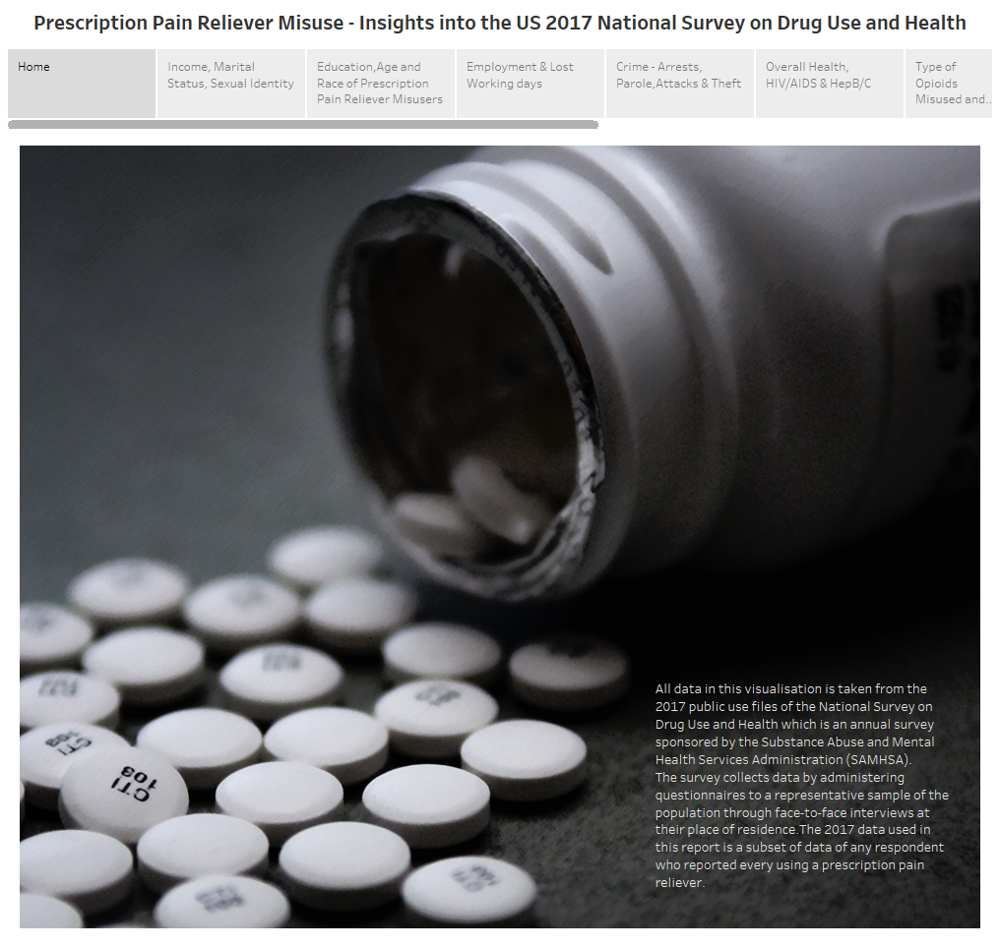 Prescription Pain Reliever Misuse - Insights into the US 2017 National Survey on Drug Use and Health
Home
Income, Marital
Status, Sexual Identity
Education,Age and
Race of Prescription
Pain Reliever Misusers
Employment & Lost
Working days
Crime - Arrests,
Parole,Attacks & Theft
Overall Health,
HIV/AIDS & HepB/C
Type of
Opioids
Misused and..
CTI
103
CTI
103
All data in this visualisation is taken from the
2017 public use files of the National Survey on
Drug Use and Health which is an annual survey
sponsored by the Substance Abuse and Mental
Health Services Administration (SAMHSA).
The survey collects data by administering
questionnaires to a representative sample of the
population through face-to-face interviews at
their place of residence.The 2017 data used in
this report is a subset of data of any respondent
who reported every using a prescription pain
reliever.